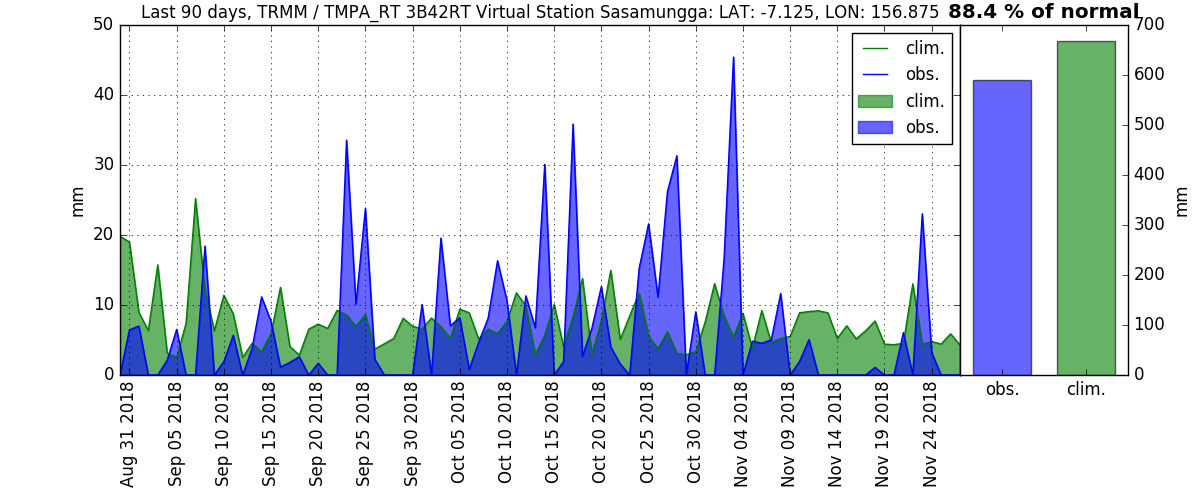 Last 90 days, TRMM / TMPA_RT 3B42RT Virtual Station Sasamungga: LAT: -7.125, LON: 156.875 88.4 % of normal
50
40
30
20
10
0
mm
clim.
obs.
clim.
obs.
700
600
500
400
300
200
100
0
mm
obs. clim.
Aug 31 2018
Sep 05 2018
Sep 10 2018
Sep 15 2018
Sep 20 2018
Sep 25 2018
Sep 30 2018
Oct 05 2018
Oct 10 2018
Oct 15 2018
Oct 20 2018
Oct 25 2018
Oct 30 2018
Nov 04 2018
Nov 09 2018
Nov 14 2018
Nov 19 2018
Nov 24 2018